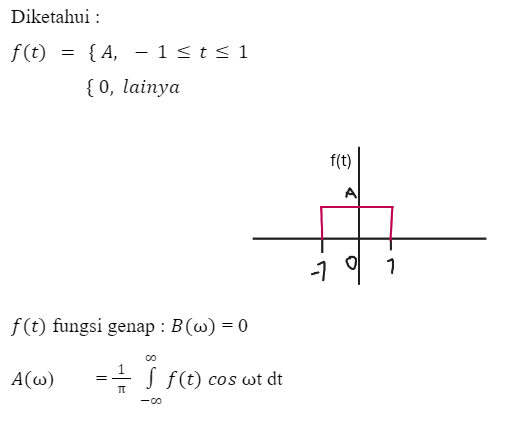 Diketahui :
f(t) = { A, − 1 ≤ t ≤ 1
{ 0, lainya
f(t)
A
-1 0 1
f(t) fungsi genap : B(ω) = 0
A(ω) = 1/π ∫_{−∞}^{∞} f(t) cos ωt dt